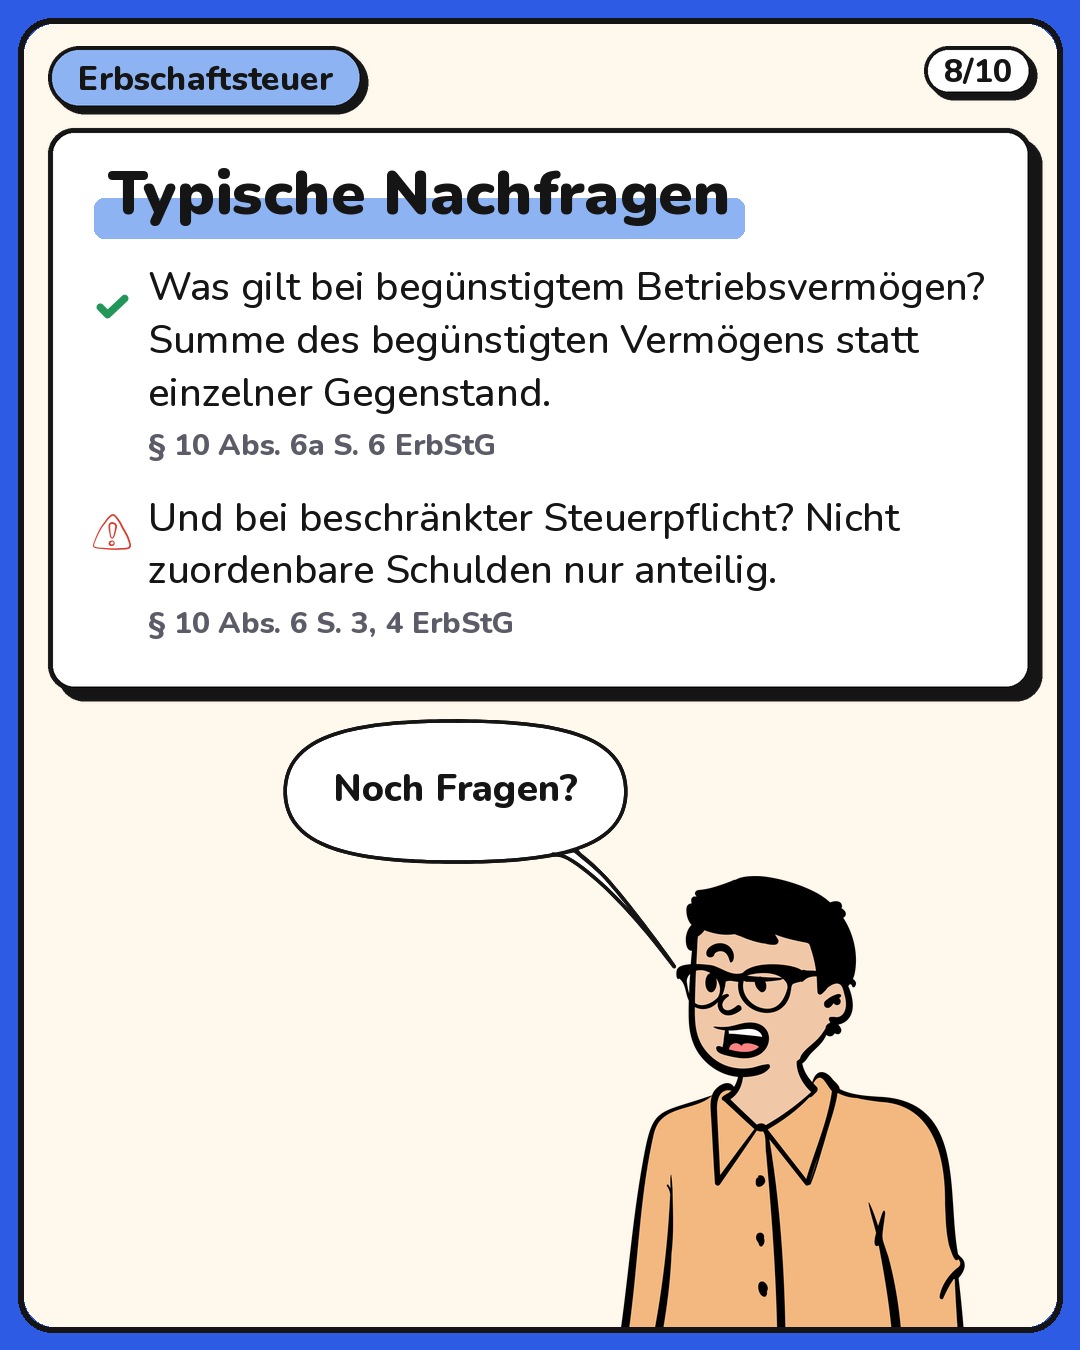 Erbschaftsteuer
8/10
Typische Nachfragen
Was gilt bei begünstigtem Betriebsvermögen?
Summe des begünstigten Vermögens statt
einzelner Gegenstand.
§ 10 Abs. 6a S. 6 ErbStG
Und bei beschränkter Steuerpflicht? Nicht
zuordenbare Schulden nur anteilig.
§ 10 Abs. 6 S. 3, 4 ErbStG
Noch Fragen?